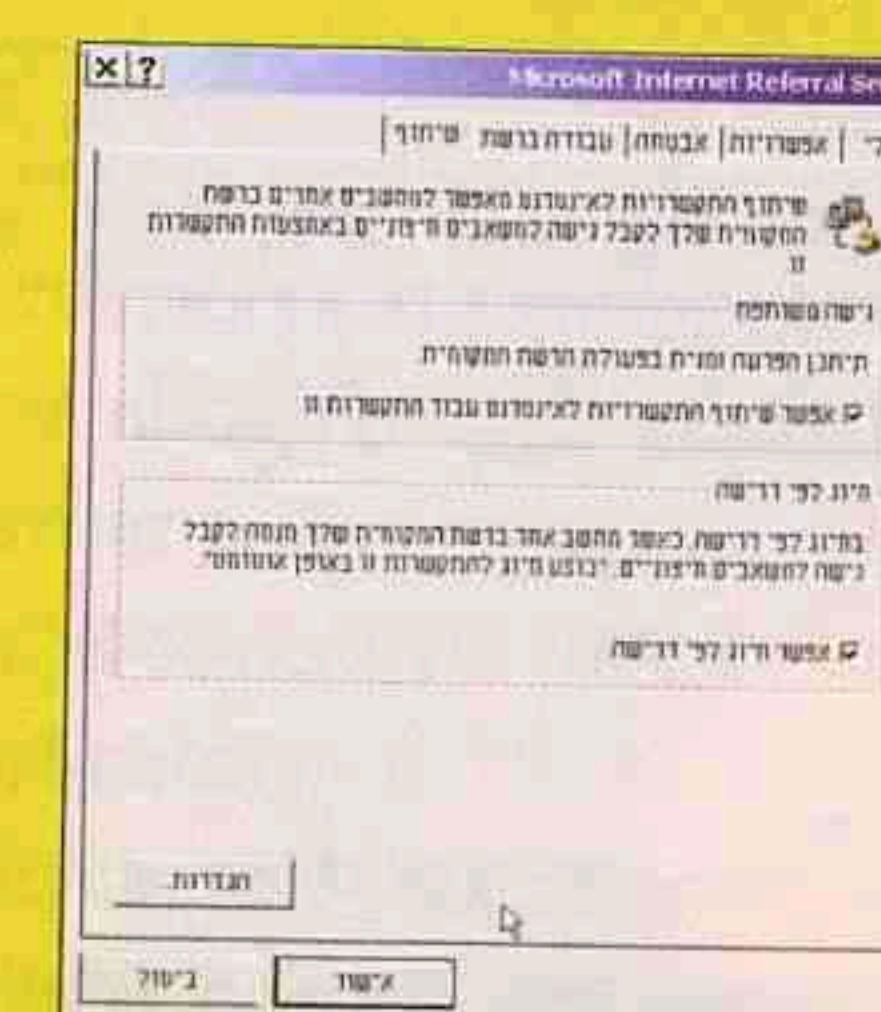 Microsoft Internet Referral Se
אפשרויות אבטחה עבודת ברשת שיתוף
שיתוף התקשרויות לאינטרנט מאפשר למחשבים אחרים ברשת
המקומית שלך לקבל גישה למשאבים חיצוניים באמצעות התקשרות
זו
גישה משותפת
תיתכן הפרעה זמנית בפעולת הרשת המקומית.
אפשר שיתוף התקשרויות לאינטרנט עבור התקשרות זו
חיוג לפי דרישה
בחיוג לפי דרישה, כאשר מחשב אחר ברשת המקומית שלך מנסה לקבל
גישה למשאבים חיצוניים, יבוצע חיוג להתקשרות זו באופן אוטומטי.
אפשר חיוג לפי דרישה
הגדרות...
אישור
ביטול